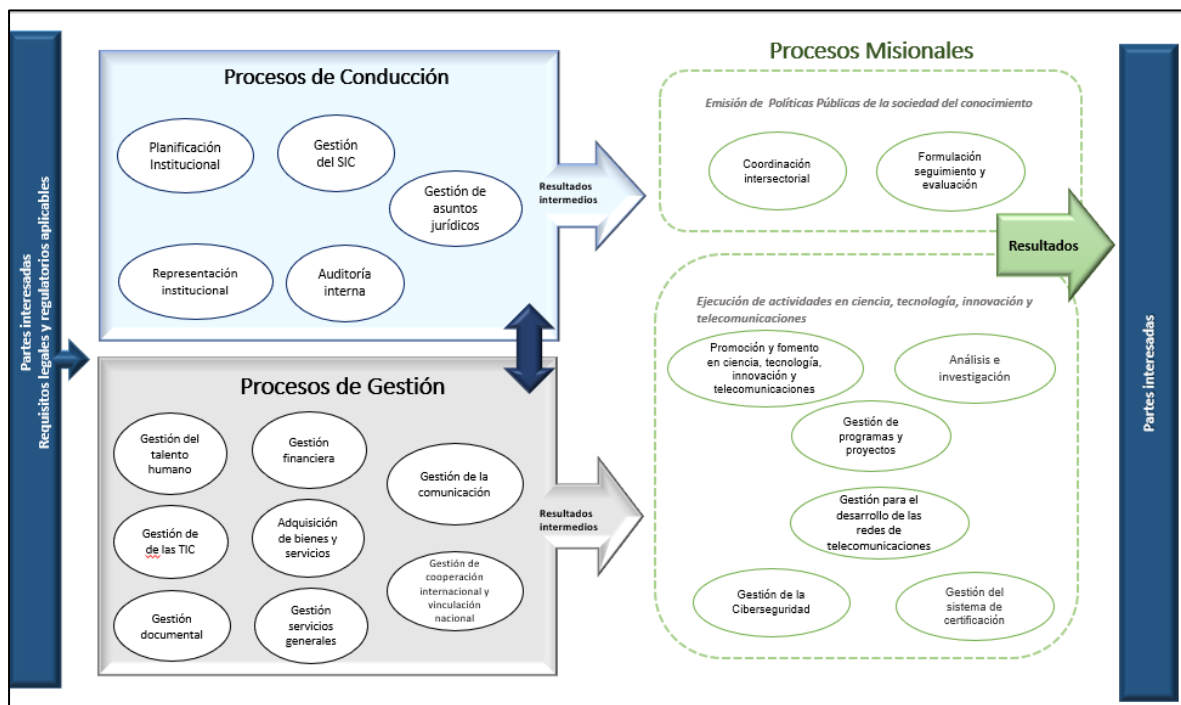 Partes interesadas
Requisitos legales y regulatorios aplicables
Procesos de Conducción
Planificación
Institucional
Gestión
del SIC
Gestión de
asuntos
jurídicos
Representación
institucional
Auditoría
interna
Resultados
intermedios
Procesos de Gestión
Gestión del
talento
humano
Gestión
financiera
Gestión de la
comunicación
Gestión de
de las TIC
Adquisición
de bienes y
servicios
Gestión de
cooperación
internacional y
vinculación
nacional
Gestión
documental
Gestión
servicios
generales
Resultados
intermedios
Procesos Misionales
Emisión de Políticas Públicas de la sociedad del conocimiento
Coordinación
intersectorial
Formulación
seguimiento y
evaluación
Resultados
Ejecución de actividades en ciencia, tecnología, innovación y
telecomunicaciones
Promoción y fomento
en ciencia, tecnología,
innovación y
telecomunicaciones
Análisis e
investigación
Gestión de
programas y
proyectos
Gestión para el
desarrollo de las
redes de
telecomunicaciones
Gestión de la
Ciberseguridad
Gestión del
sistema de
certificación
Partes interesadas